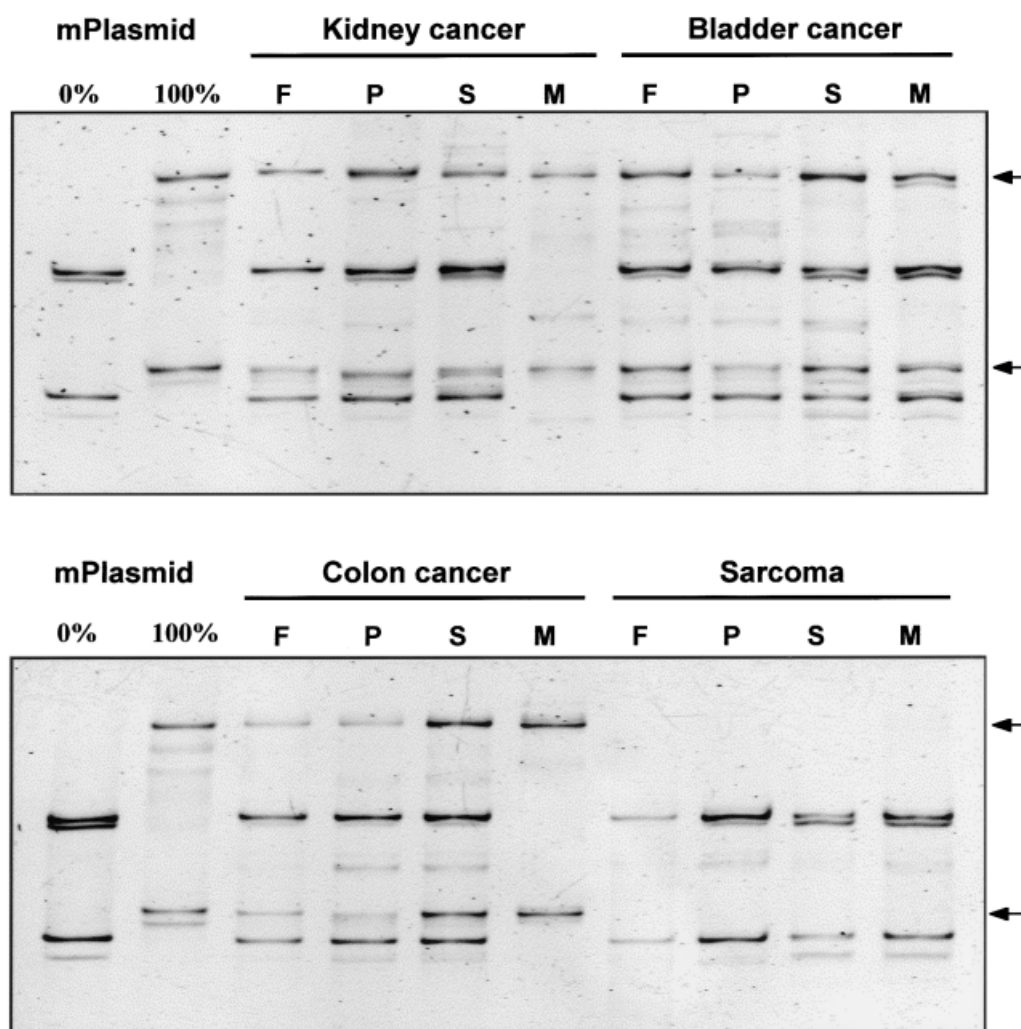 mPlasmid Kidney cancer Bladder cancer
0% 100% F P S M F P S M
mPlasmid Colon cancer Sarcoma
0% 100% F P S M F P S M